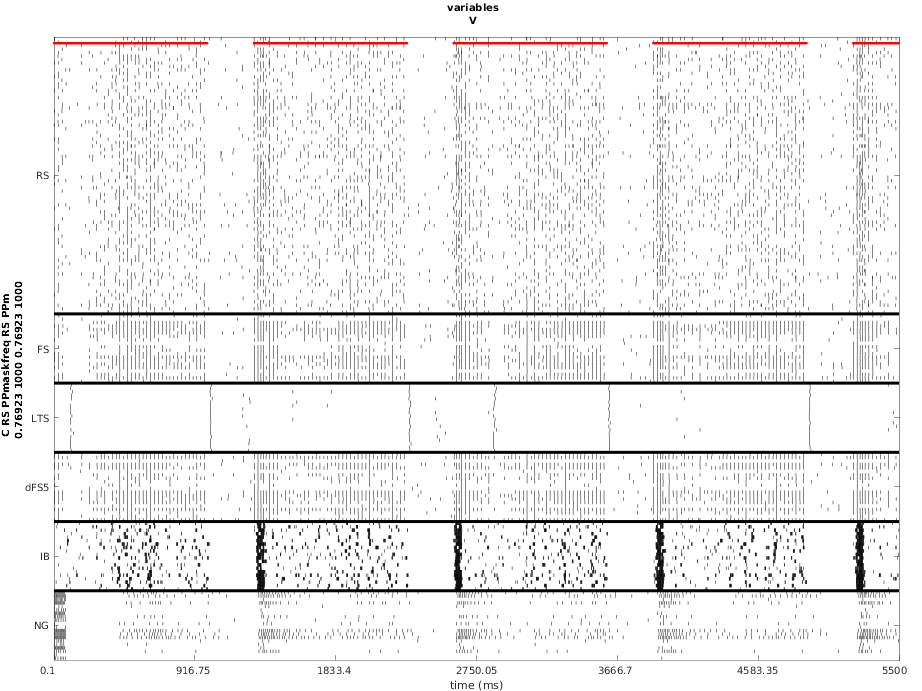 variables
V
C RS PPmaskfreq RS PPm
0.76923 1000 0.76923 1000
RS
FS
LTS
dFS5
IB
NG
0.1 916.75 1833.4 2750.05 3666.7 4583.35 5500
time (ms)